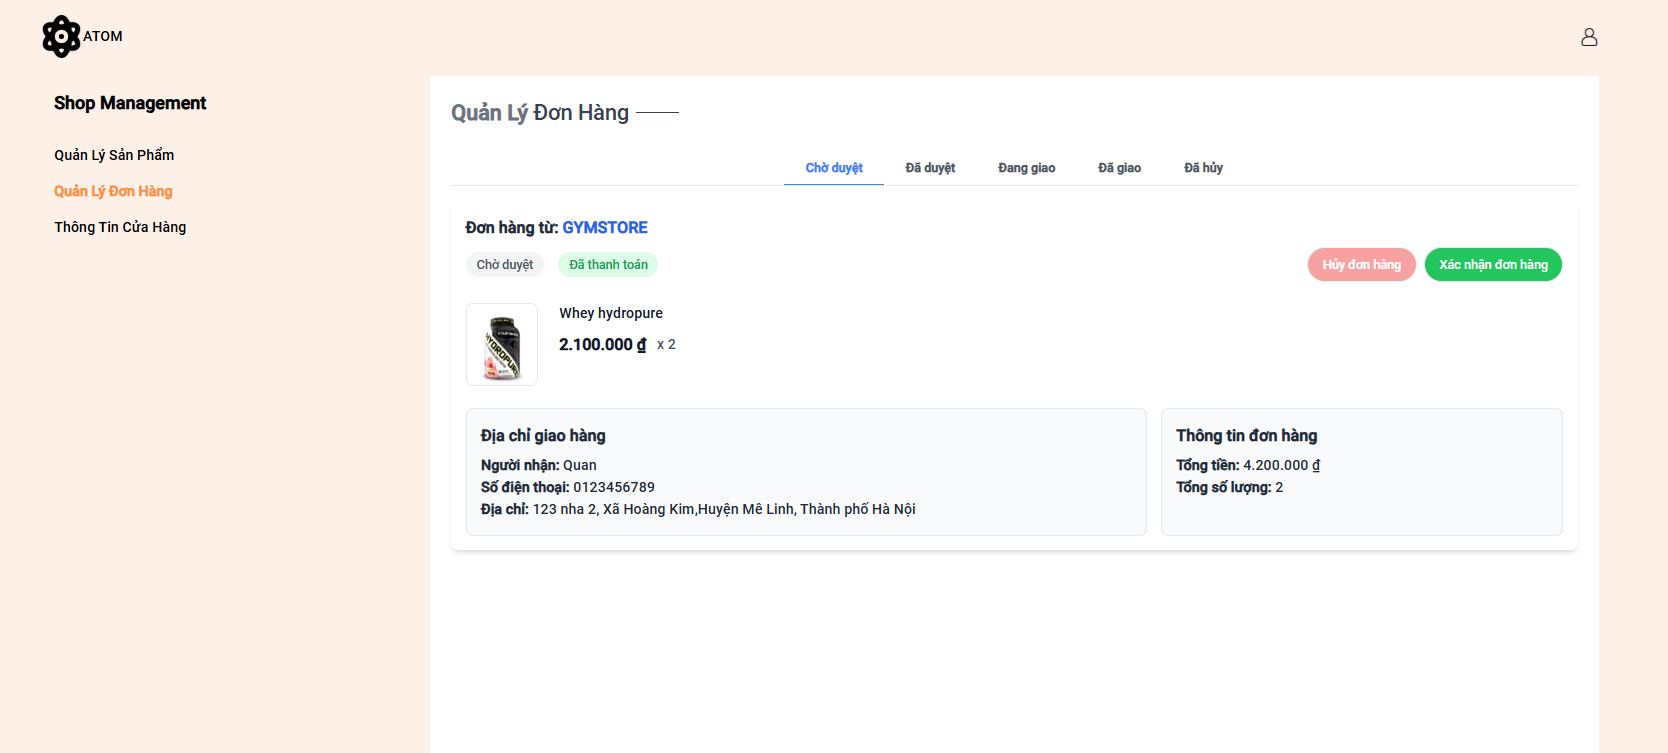 ATOM
Shop Management
Quản Lý Sản Phẩm
Quản Lý Đơn Hàng
Thông Tin Cửa Hàng
Quản Lý Đơn Hàng
Chờ duyệt
Đã duyệt
Đang giao
Đã giao
Đã hủy
Đơn hàng từ: GYMSTORE
Chờ duyệt
Đã thanh toán
Hủy đơn hàng
Xác nhận đơn hàng
Whey hydropure
2.100.000 ₫ x 2
Địa chỉ giao hàng
Người nhận: Quan
Số điện thoại: 0123456789
Địa chỉ: 123 nha 2, Xã Hoàng Kim,Huyện Mê Linh, Thành phố Hà Nội
Thông tin đơn hàng
Tổng tiền: 4.200.000 ₫
Tổng số lượng: 2